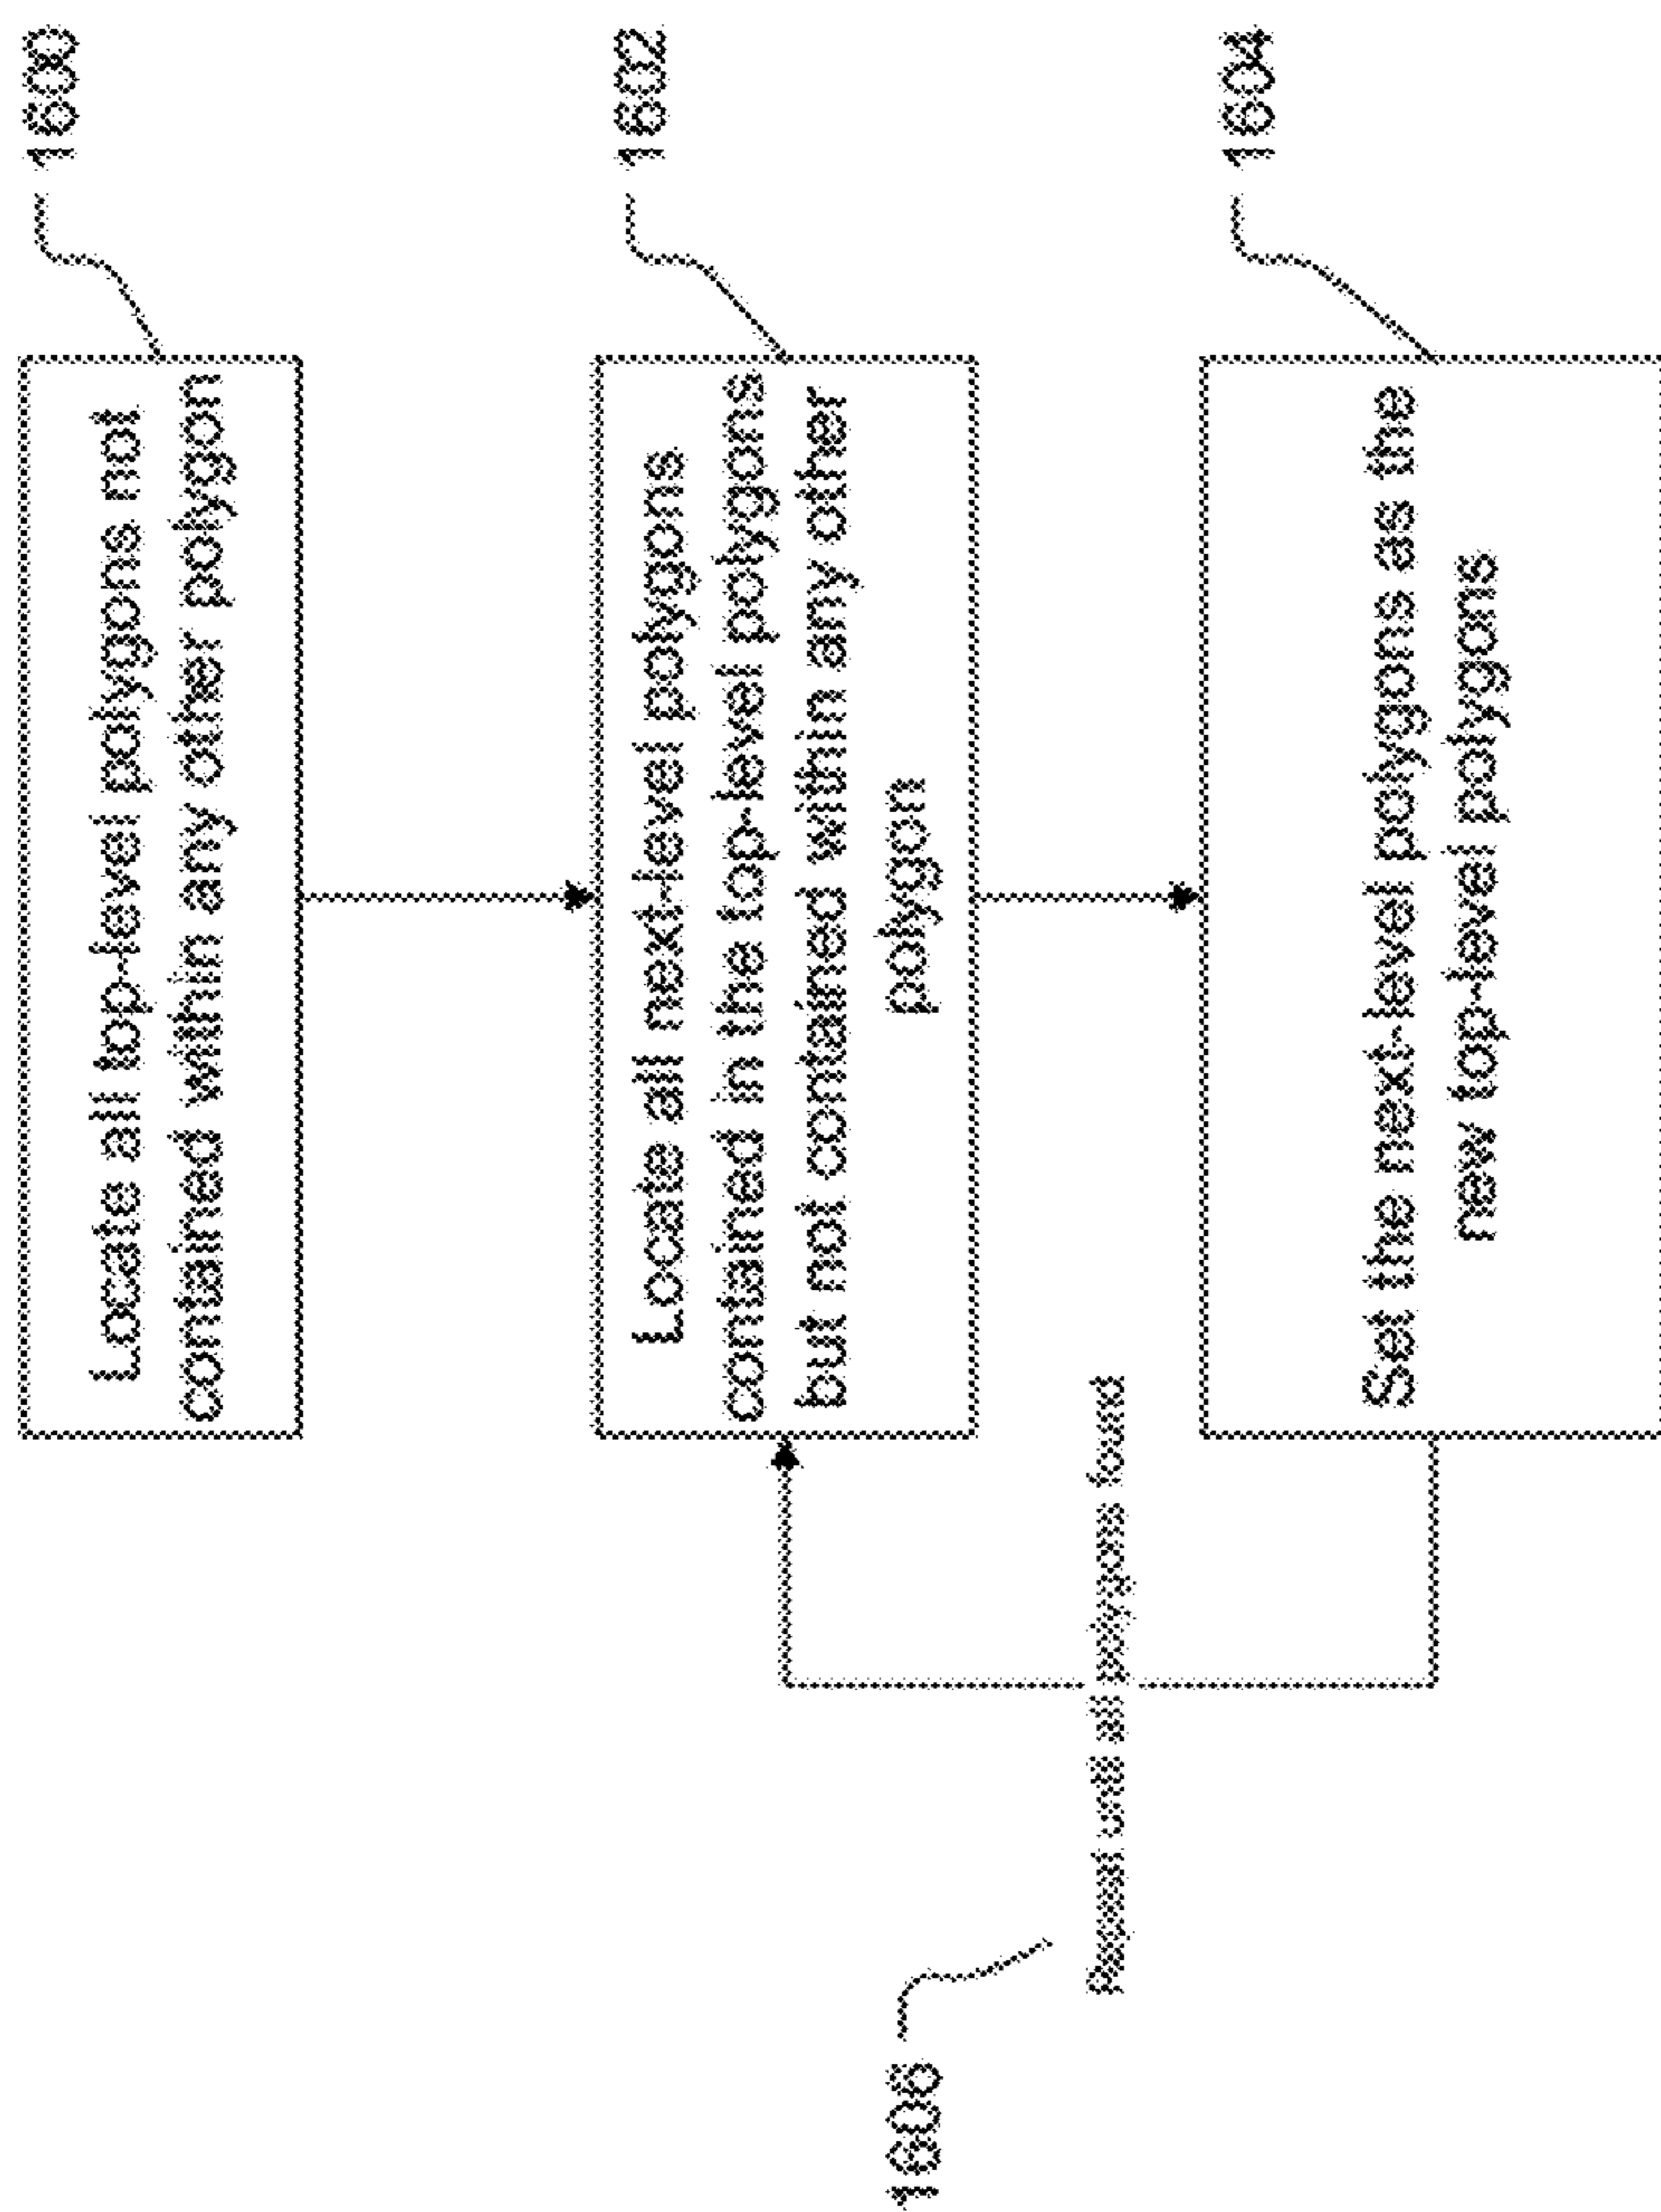 1600
Locate all top-level polygons not
contained within any other polygon
1602
Locate all next-level polygons
contained in the top-level polygons
but not contained within any other
polygon
1604
Set the next-level polygons as the
new top-level polygons
1608
Repeat until all polygons found